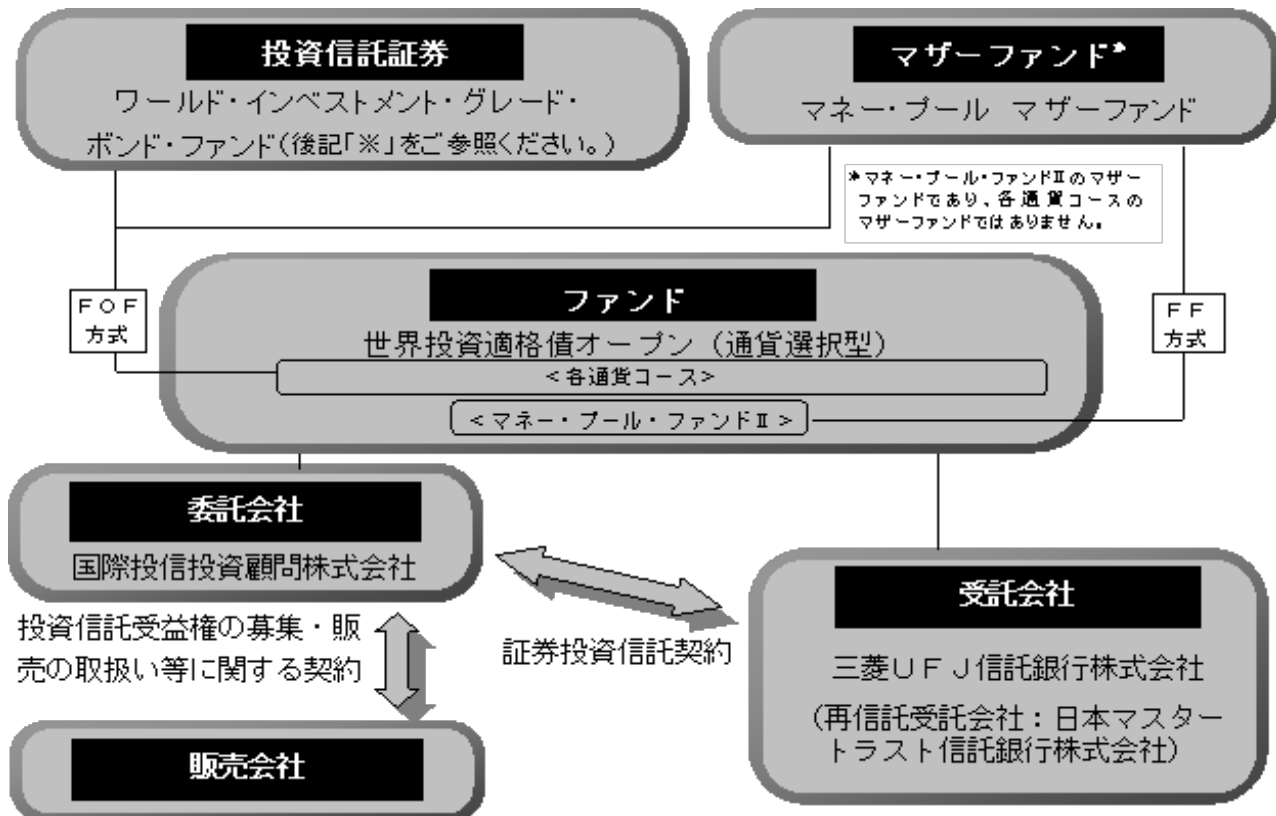 投資信託証券
ワールド・インベストメント・グレード・
ボンド・ファンド(後記「※」をご参照ください。)
マザーファンド*
マネー・プール マザーファンド
*マネー・プール・ファンドⅡのマザー
ファンドであり、各通貨コースの
マザーファンドではありません。
FOF
方式
FF
方式
ファンド
世界投資適格債オープン(通貨選択型)
<各通貨コース>
<マネー・プール・ファンドⅡ>
委託会社
国際投信投資顧問株式会社
投資信託受益権の募集・販
売の取扱い等に関する契約
証券投資信託契約
受託会社
三菱UFJ信託銀行株式会社
(再信託受託会社:日本マスター
トラスト信託銀行株式会社)
販売会社